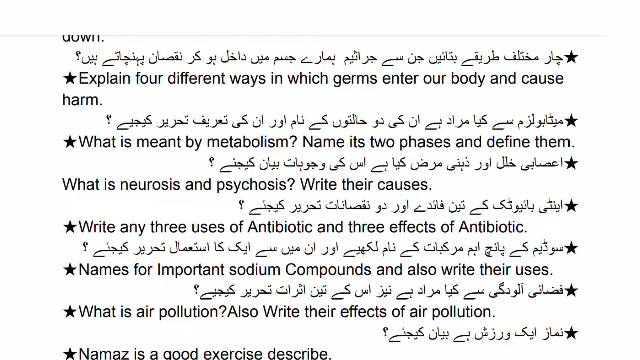 down.
★چار مختلف طریقے بتائیں جن سے جراثیم ہمارے جسم میں داخل ہو کر نقصان پہنچاتے ہیں؟
★Explain four different ways in which germs enter our body and cause
harm.
★میٹابولزم سے کیا مراد ہے ان کی دو حالتوں کے نام اور ان کی تعریف تحریر کیجیے ؟
★What is meant by metabolism? Name its two phases and define them.
★اعصابی خلل اور ذہنی مرض کیا ہے اس کی وجوہات بیان کیجئے ؟
What is neurosis and psychosis? Write their causes.
★اینٹی بائیوٹک کے تین فائدے اور دو نقصانات تحریر کیجئے ؟
★Write any three uses of Antibiotic and three effects of Antibiotic.
★سوڈیم کے پانچ اہم مرکبات کے نام لکھیے اور ان میں سے ایک کا استعمال تحریر کیجیئے ؟
★Names for Important sodium Compounds and also write their uses.
★فضائی آلودگی سے کیا مراد ہے نیز اس کے تین اثرات تحریر کیجیے؟
★What is air pollution?Also Write their effects of air pollution.
★نماز ایک ورزش ہے بیان کیجئے؟
★Namaz is a good exercise describe.